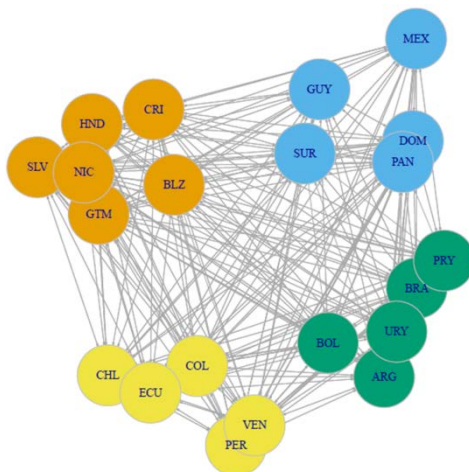 MEX
GUY
CRI
HND
DOM
SUR
PAN
SLV
NIC
BLZ
GTM
PRY
BRA
URY
BOL
COL
CHL
ARG
ECU
VEN
PER